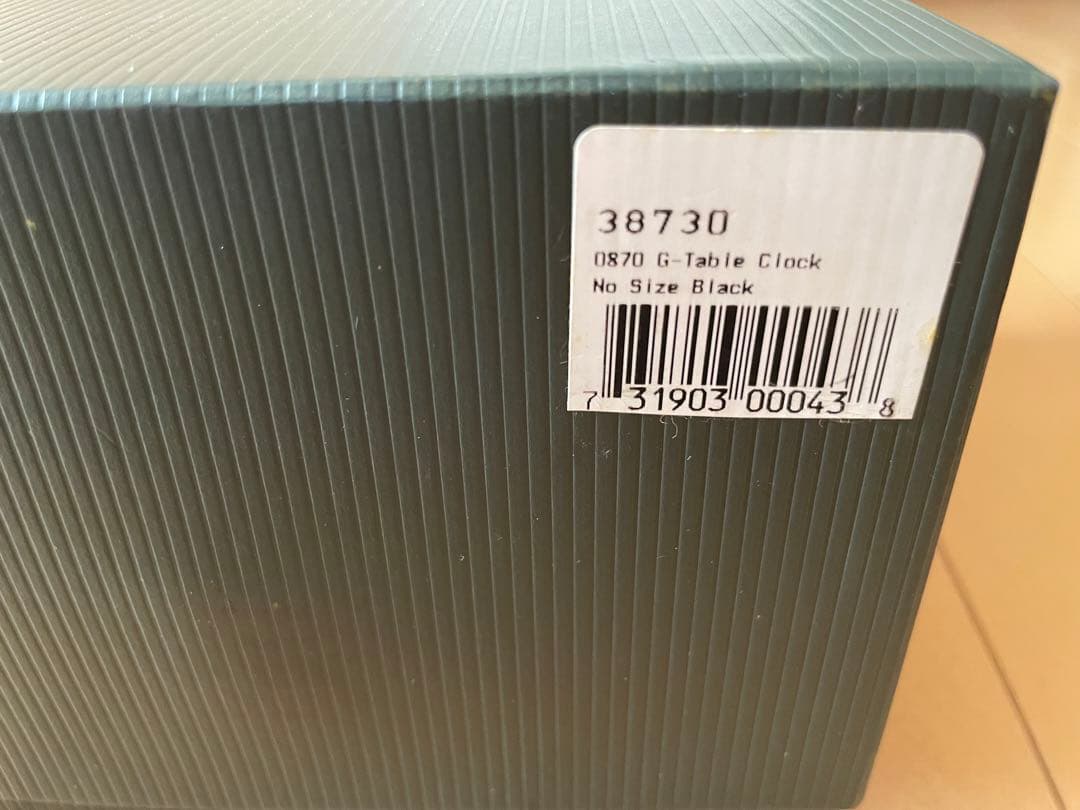 38730
0870 G-Table Clock
No Size Black
7 31903 00043 8